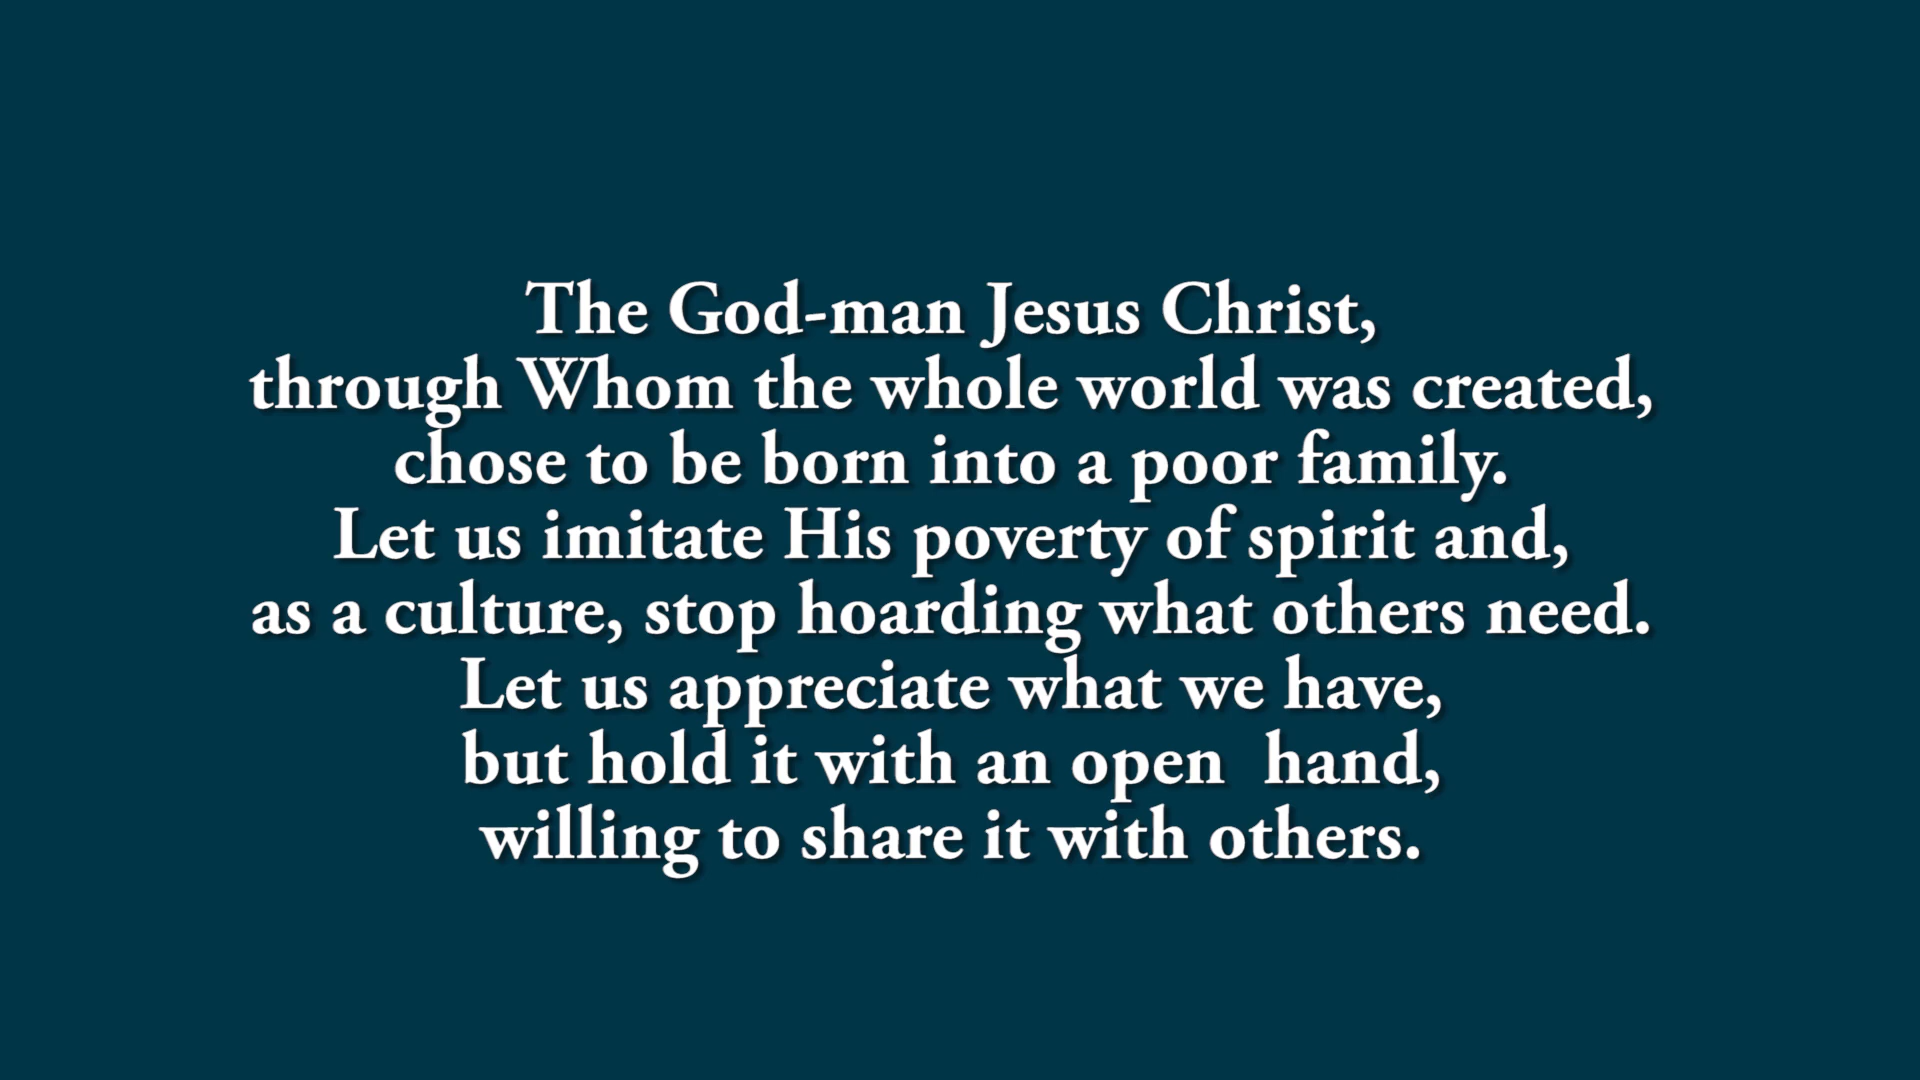 The God-man Jesus Christ,
through Whom the whole world was created,
chose to be born into a poor family.
Let us imitate His poverty of spirit and,
as a culture, stop hoarding what others need.
Let us appreciate what we have,
but hold it with an open  hand,
willing to share it with others.